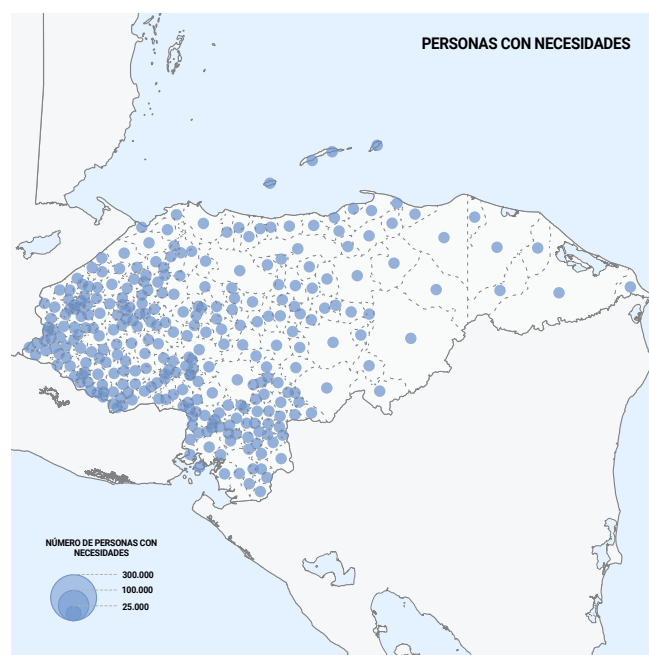 PERSONAS CON NECESIDADES
NÚMERO DE PERSONAS CON
NECESIDADES
300.000
100.000
25.000